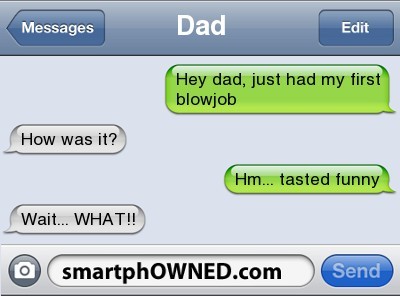 Messages
Dad
Edit
Hey dad, just had my first
blowjob
How was it?
Hm... tasted funny
Wait... WHAT!!
smartphOWNED.com
Send